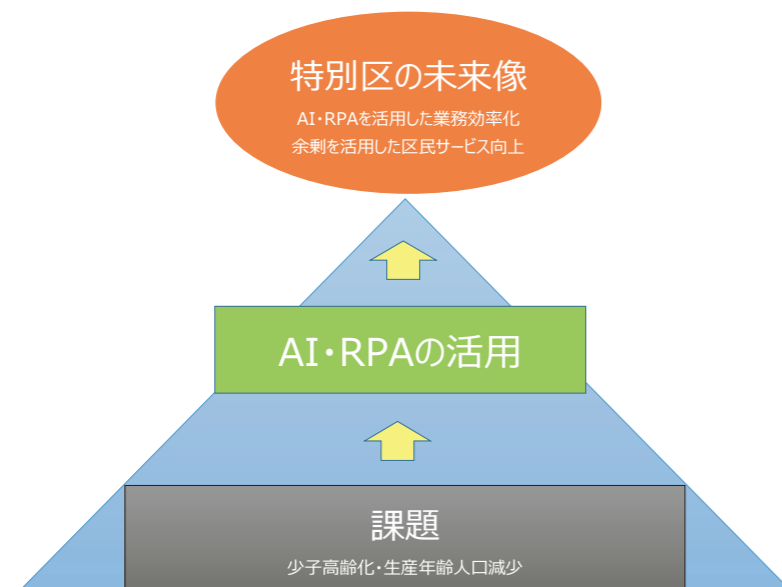 特別区の未来像
AI・RPAを活用した業務効率化
余剰を活用した区民サービス向上
AI・RPAの活用
課題
少子高齢化・生産年齢人口減少